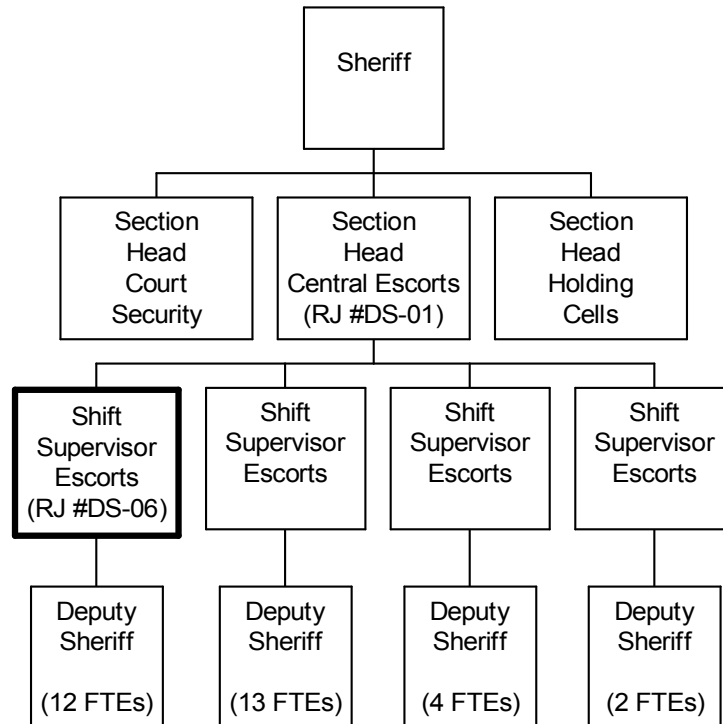 Sheriff
Section
Head
Court
Security
Section
Head
Central Escorts
(RJ #DS-01)
Section
Head
Holding
Cells
Shift
Supervisor
Escorts
(RJ #DS-06)
Shift
Supervisor
Escorts
Shift
Supervisor
Escorts
Shift
Supervisor
Escorts
Deputy
Sheriff
(12 FTEs)
Deputy
Sheriff
(13 FTEs)
Deputy
Sheriff
(4 FTEs)
Deputy
Sheriff
(2 FTEs)